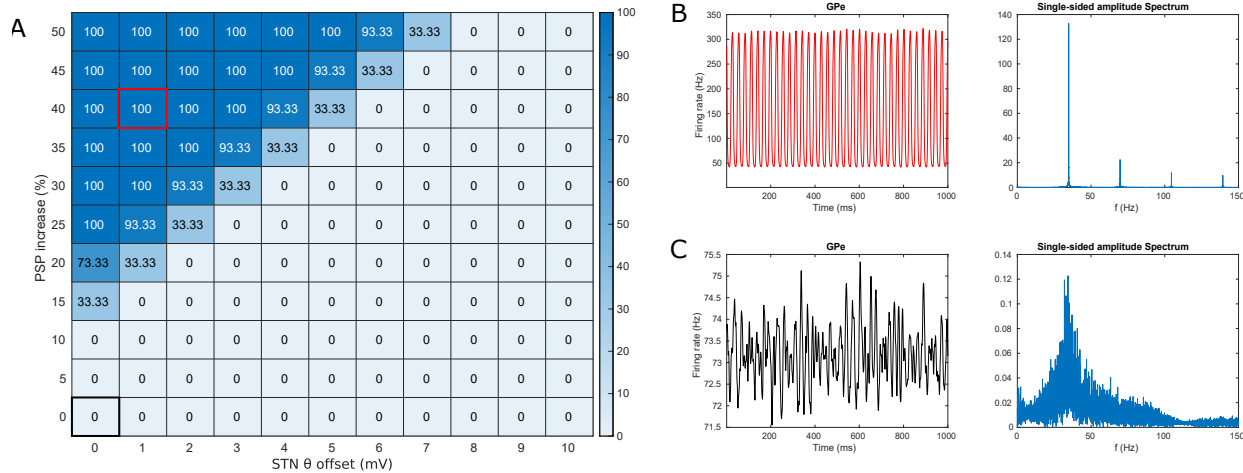 A
PSP increase (%)
50 100 100 100 100 100 100 93.33 33.33 0 0 0
45 100 100 100 100 100 93.33 33.33 0 0 0 0
40 100 100 100 100 93.33 33.33 0 0 0 0 0
35 100 100 100 93.33 33.33 0 0 0 0 0 0
30 100 100 93.33 33.33 0 0 0 0 0 0 0
25 100 93.33 33.33 0 0 0 0 0 0 0 0
20 73.33 33.33 0 0 0 0 0 0 0 0 0
15 33.33 0 0 0 0 0 0 0 0 0 0
10 0 0 0 0 0 0 0 0 0 0 0
5 0 0 0 0 0 0 0 0 0 0 0
0 0 0 0 0 0 0 0 0 0 0 0
0 1 2 3 4 5 6 7 8 9 10
STN θ offset (mV)
100
90
80
70
60
50
40
30
20
10
0
B
GPe
Firing rate (Hz)
350
300
250
200
150
100
50
200 400 600 800 1000
Time (ms)
Single-sided amplitude Spectrum
140
120
100
80
60
40
20
0
0 50 100 150
f (Hz)
C
GPe
Firing rate (Hz)
75.5
75
74.5
74
73.5
73
72.5
72
71.5
200 400 600 800 1000
Time (ms)
Single-sided amplitude Spectrum
0.14
0.12
0.1
0.08
0.06
0.04
0.02
0
0 50 100 150
f (Hz)